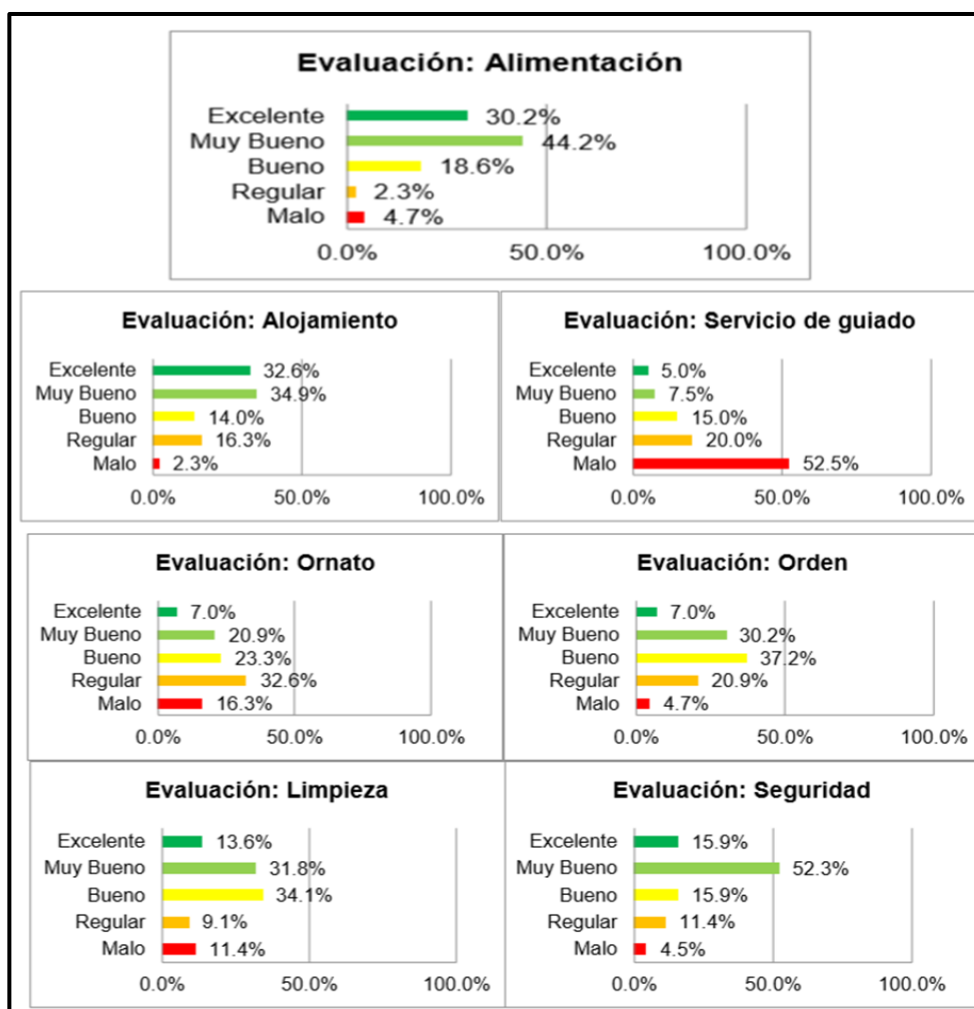 Evaluación: Alimentación
Excelente 30.2%
Muy Bueno 44.2%
Bueno 18.6%
Regular 2.3%
Malo 4.7%
0.0% 50.0% 100.0%
Evaluación: Alojamiento
Excelente 32.6%
Muy Bueno 34.9%
Bueno 14.0%
Regular 16.3%
Malo 2.3%
0.0% 50.0% 100.0%
Evaluación: Servicio de guiado
Excelente 5.0%
Muy Bueno 7.5%
Bueno 15.0%
Regular 20.0%
Malo 52.5%
0.0% 50.0% 100.0%
Evaluación: Ornato
Excelente 7.0%
Muy Bueno 20.9%
Bueno 23.3%
Regular 32.6%
Malo 16.3%
0.0% 50.0% 100.0%
Evaluación: Orden
Excelente 7.0%
Muy Bueno 30.2%
Bueno 37.2%
Regular 20.9%
Malo 4.7%
0.0% 50.0% 100.0%
Evaluación: Limpieza
Excelente 13.6%
Muy Bueno 31.8%
Bueno 34.1%
Regular 9.1%
Malo 11.4%
0.0% 50.0% 100.0%
Evaluación: Seguridad
Excelente 15.9%
Muy Bueno 52.3%
Bueno 15.9%
Regular 11.4%
Malo 4.5%
0.0% 50.0% 100.0%